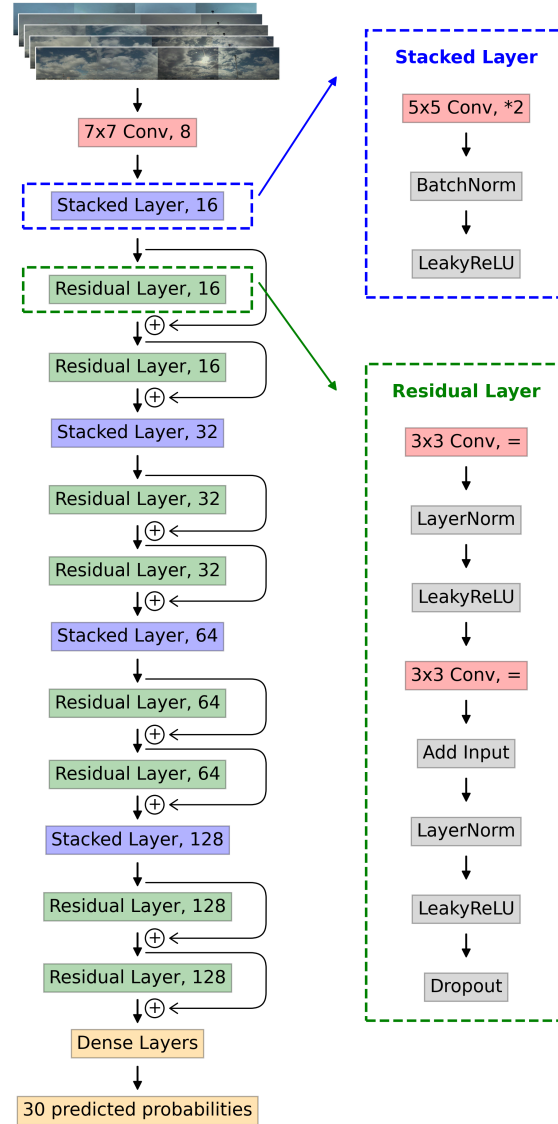 7x7 Conv, 8
Stacked Layer, 16
Residual Layer, 16
+
Residual Layer, 16
+
Stacked Layer, 32
Residual Layer, 32
+
Residual Layer, 32
+
Stacked Layer, 64
Residual Layer, 64
+
Residual Layer, 64
+
Stacked Layer, 128
Residual Layer, 128
+
Residual Layer, 128
+
Dense Layers
30 predicted probabilities
Stacked Layer
5x5 Conv, *2
BatchNorm
LeakyReLU
Residual Layer
3x3 Conv, =
LayerNorm
LeakyReLU
3x3 Conv, =
Add Input
LayerNorm
LeakyReLU
Dropout